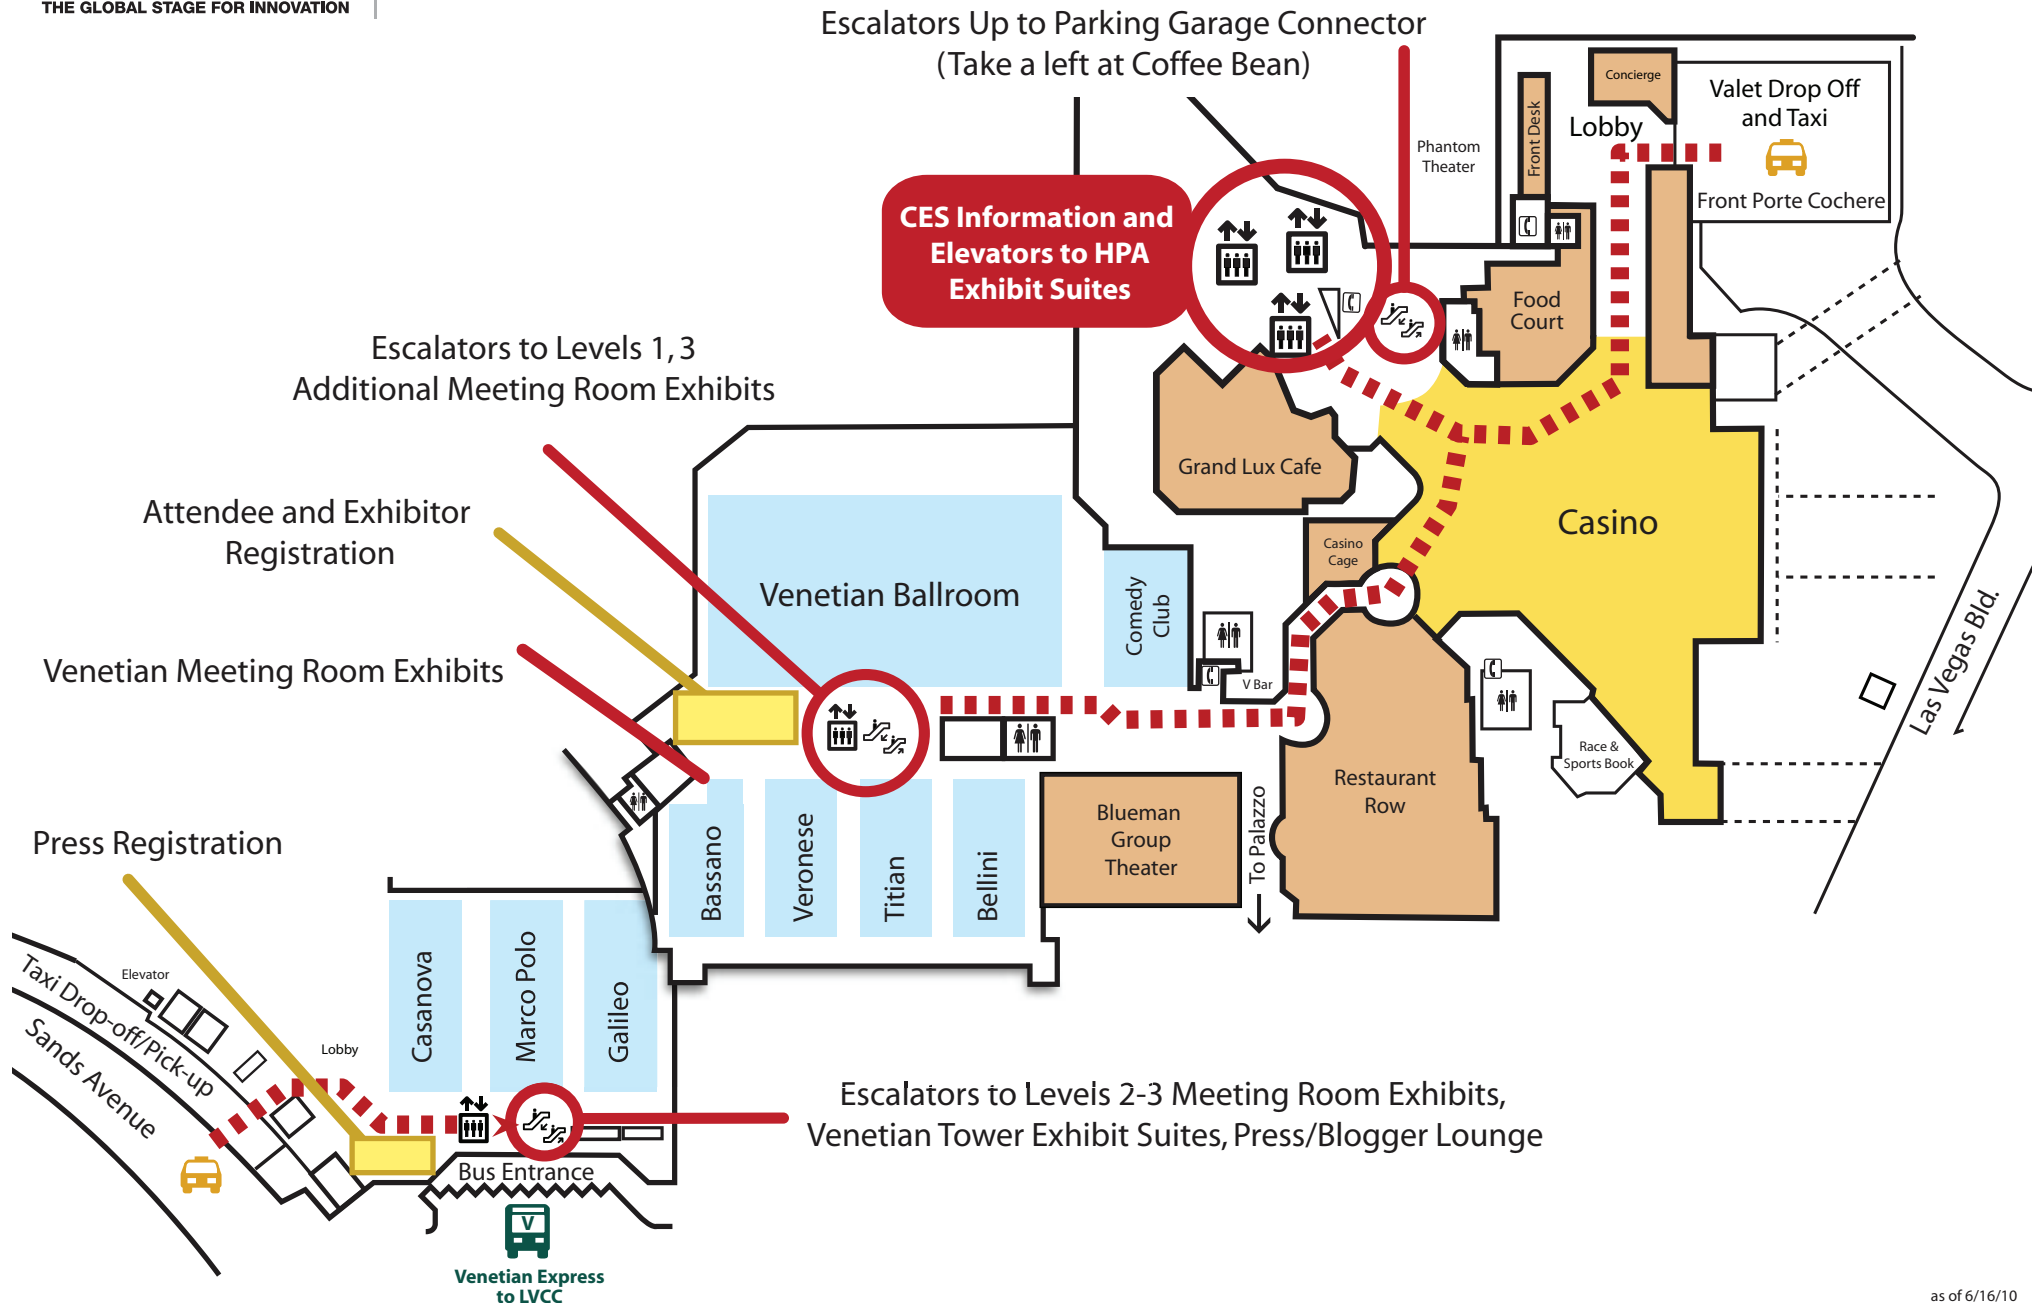 THE GLOBAL STAGE FOR INNOVATION
Escalators Up to Parking Garage Connector
(Take a left at Coffee Bean)
Concierge
Valet Drop Off
and Taxi
Front Desk
Lobby
Phantom
Theater
Front Porte Cochere
CES Information and
Elevators to HPA
Exhibit Suites
Food
Court
Escalators to Levels 1, 3
Additional Meeting Room Exhibits
Grand Lux Cafe
Attendee and Exhibitor
Registration
Casino
Casino
Cage
Venetian Ballroom
Comedy
Club
Las Vegas Bld.
Venetian Meeting Room Exhibits
V Bar
Race &
Sports Book
Restaurant
Row
To Palazzo
Blueman
Group
Theater
Press Registration
Bassano
Veronese
Titian
Bellini
Casanova
Marco Polo
Galileo
Elevator
Taxi Drop-off/Pick-up
Sands Avenue
Lobby
Escalators to Levels 2-3 Meeting Room Exhibits,
Venetian Tower Exhibit Suites, Press/Blogger Lounge
Bus Entrance
V
Venetian Express
to LVCC
as of 6/16/10